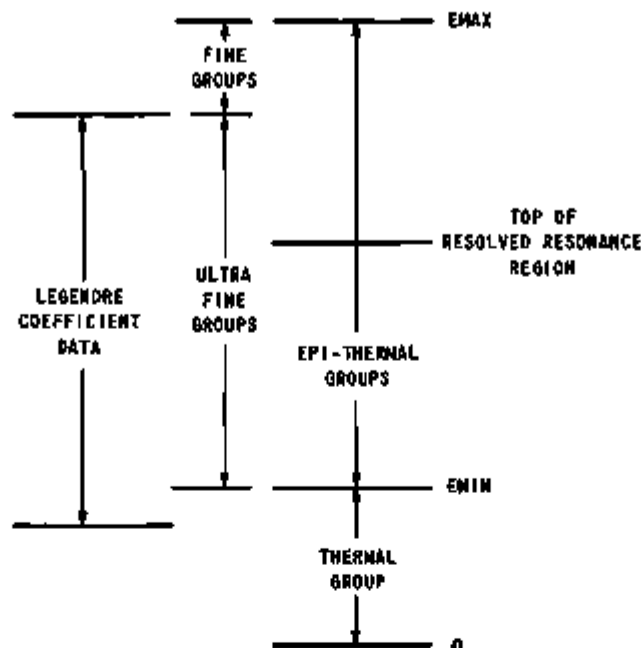 EMAX
FINE
GROUPS
TOP OF
RESOLVED RESONANCE
REGION
LEGENDRE
COEFFICIENT
DATA
ULTRA
FINE
GROUPS
EPI-THERMAL
GROUPS
EMIN
THERMAL
GROUP
0